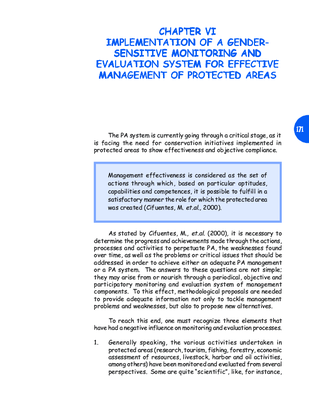 CHAPTER VI
IMPLEMENTATION OF A GENDER-
SENSITIVE MONITORING AND
EVALUATION SYSTEM FOR EFFECTIVE
MANAGEMENT OF PROTECTED AREAS
171
The PA system is currently going through a critical stage, as it
is facing the need for conservation initiatives implemented in
protected areas to show effectiveness and objective compliance.
Management effectiveness is considered as the set of
actions through which, based on particular aptitudes,
capabilities and competences, it is possible to fulfill in a
satisfactory manner the role for which the protected area
was created (Cifuentes, M. et.al., 2000).
As stated by Cifuentes, M., et.al. (2000), it is necessary to
determine the progress and achievements made through the actions,
processes and activities to perpetuate PA, the weaknesses found
over time, as well as the problems or critical issues that should be
addressed in order to achieve either an adequate PA management
or a PA system. The answers to these questions are not simple;
they may arise from or nourish through a periodical, objective and
participatory monitoring and evaluation system of management
components. To this effect, methodological proposals are needed
to provide adequate information not only to tackle management
problems and weaknesses, but also to propose new alternatives.
To reach this end, one must recognize three elements that
have had a negative influence on monitoring and evaluation processes.
1. Generally speaking, the various activities undertaken in
protected areas (research, tourism, fishing, forestry, economic
assessment of resources, livestock, harbor and oil activities,
among others) have been monitored and evaluated from several
perspectives. Some are quite "scientific", like, for instance,